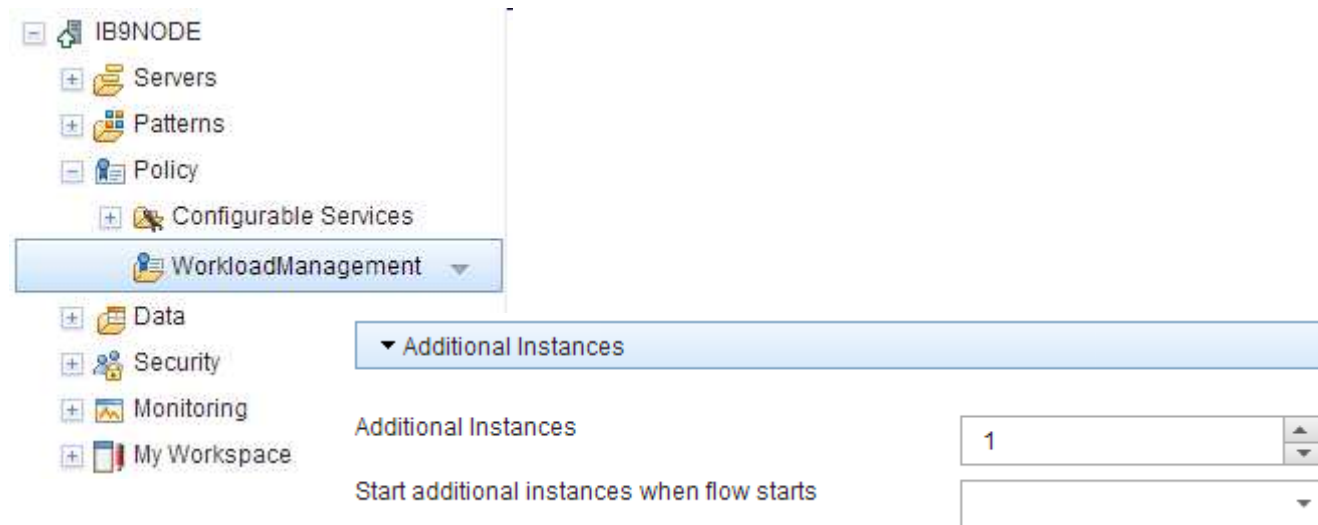 IB9NODE
Servers
Patterns
Policy
Configurable Services
WorkloadManagement
Data
Security
Monitoring
My Workspace
Additional Instances
Additional Instances
1
Start additional instances when flow starts